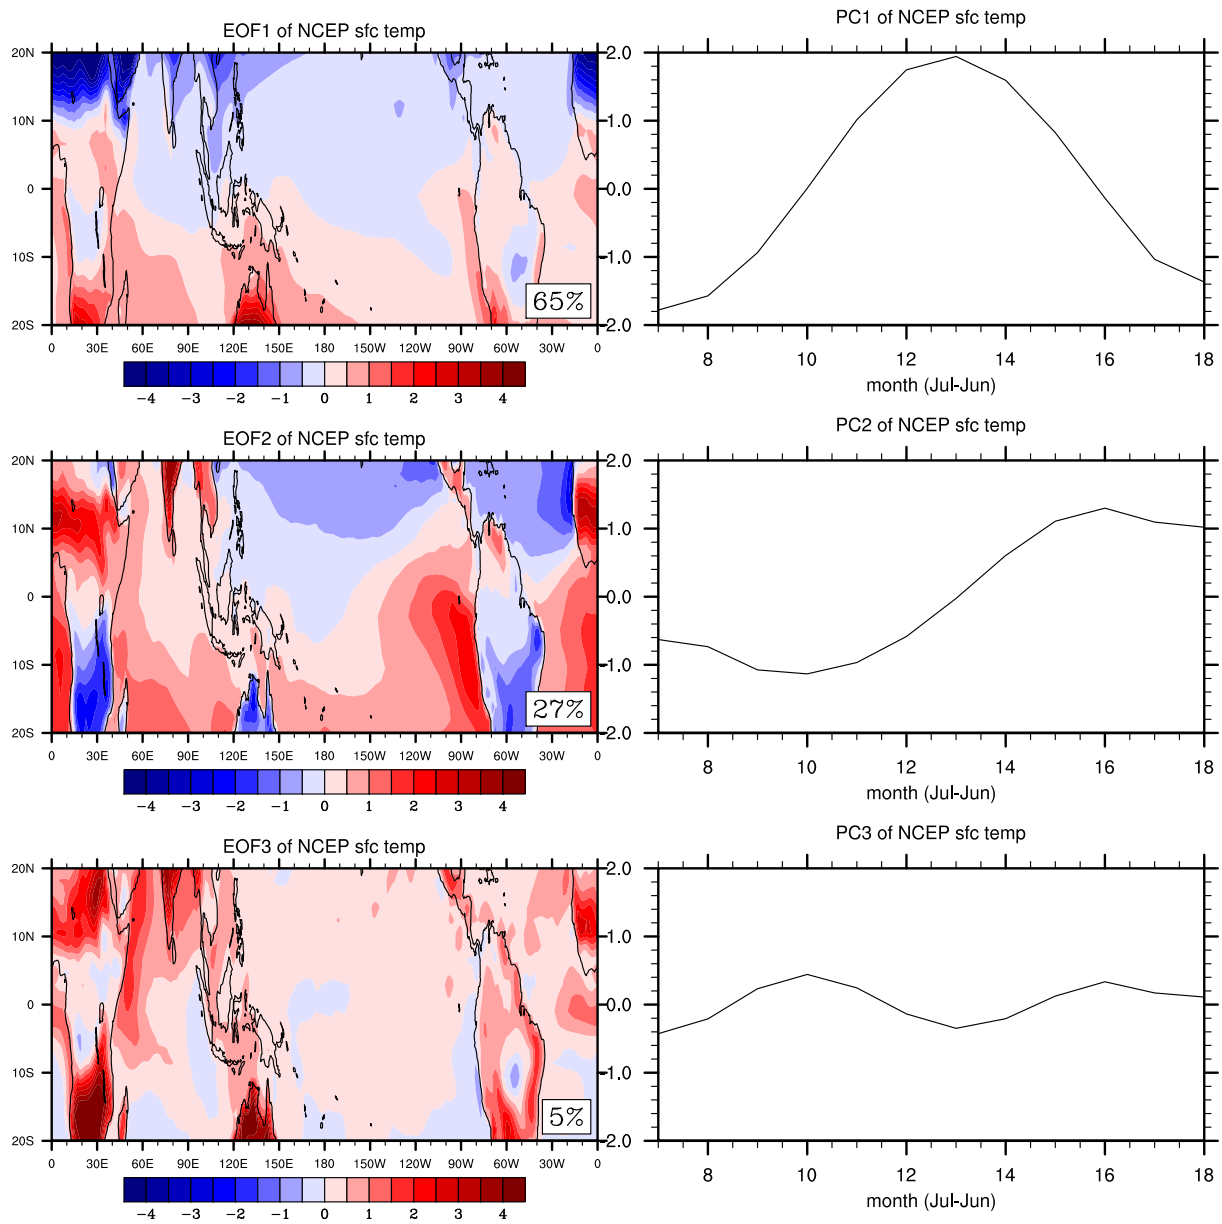 EOF1 of NCEP sfc temp
20N
10N
0
10S
20S
65%
0 30E 60E 90E 120E 150E 180 150W 120W 90W 60W 30W 0
−4 −3 −2 −1 0 1 2 3 4
PC1 of NCEP sfc temp
2.0
1.0
0.0
-1.0
-2.0
8 10 12 14 16 18
month (Jul-Jun)
EOF2 of NCEP sfc temp
20N
10N
0
10S
20S
27%
0 30E 60E 90E 120E 150E 180 150W 120W 90W 60W 30W 0
−4 −3 −2 −1 0 1 2 3 4
PC2 of NCEP sfc temp
2.0
1.0
0.0
-1.0
-2.0
8 10 12 14 16 18
month (Jul-Jun)
EOF3 of NCEP sfc temp
20N
10N
0
10S
20S
5%
0 30E 60E 90E 120E 150E 180 150W 120W 90W 60W 30W 0
−4 −3 −2 −1 0 1 2 3 4
PC3 of NCEP sfc temp
2.0
1.0
0.0
-1.0
-2.0
8 10 12 14 16 18
month (Jul-Jun)